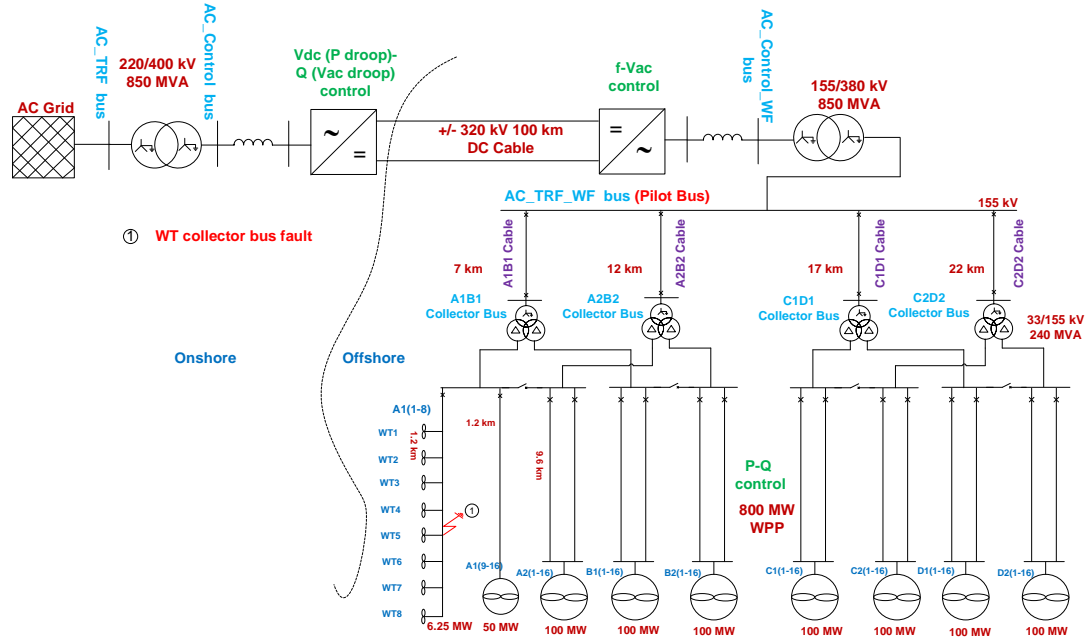 AC_TRF bus
220/400 kV
850 MVA
AC_Control bus
Vdc (P droop)-
Q (Vac droop)
control
f-Vac
control
AC_Control_WF
bus
155/380 kV
850 MVA
AC Grid
~
=
+/- 320 kV 100 km
DC Cable
=
~
AC_TRF_WF bus (Pilot Bus)
155 kV
1 WT collector bus fault
7 km
A1B1 Cable
12 km
A2B2 Cable
17 km
C1D1 Cable
22 km
C2D2 Cable
A1B1
Collector Bus
A2B2
Collector Bus
C1D1
Collector Bus
C2D2
Collector Bus
33/155 kV
240 MVA
Onshore
Offshore
A1(1-8)
1.2 km
1.2 km
9.6 km
WT1
WT2
WT3
WT4
WT5
WT6
WT7
WT8
1
P-Q
control
800 MW
WPP
A1(9-16)
A2(1-16)
B1(1-16)
B2(1-16)
C1(1-16)
C2(1-16)
D1(1-16)
D2(1-16)
6.25 MW
50 MW
100 MW
100 MW
100 MW
100 MW
100 MW
100 MW
100 MW